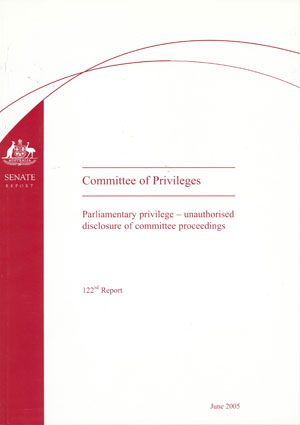 SENATE
REPORT
Committee of Privileges
Parliamentary privilege – unauthorised
disclosure of committee proceedings
122nd Report
June 2005